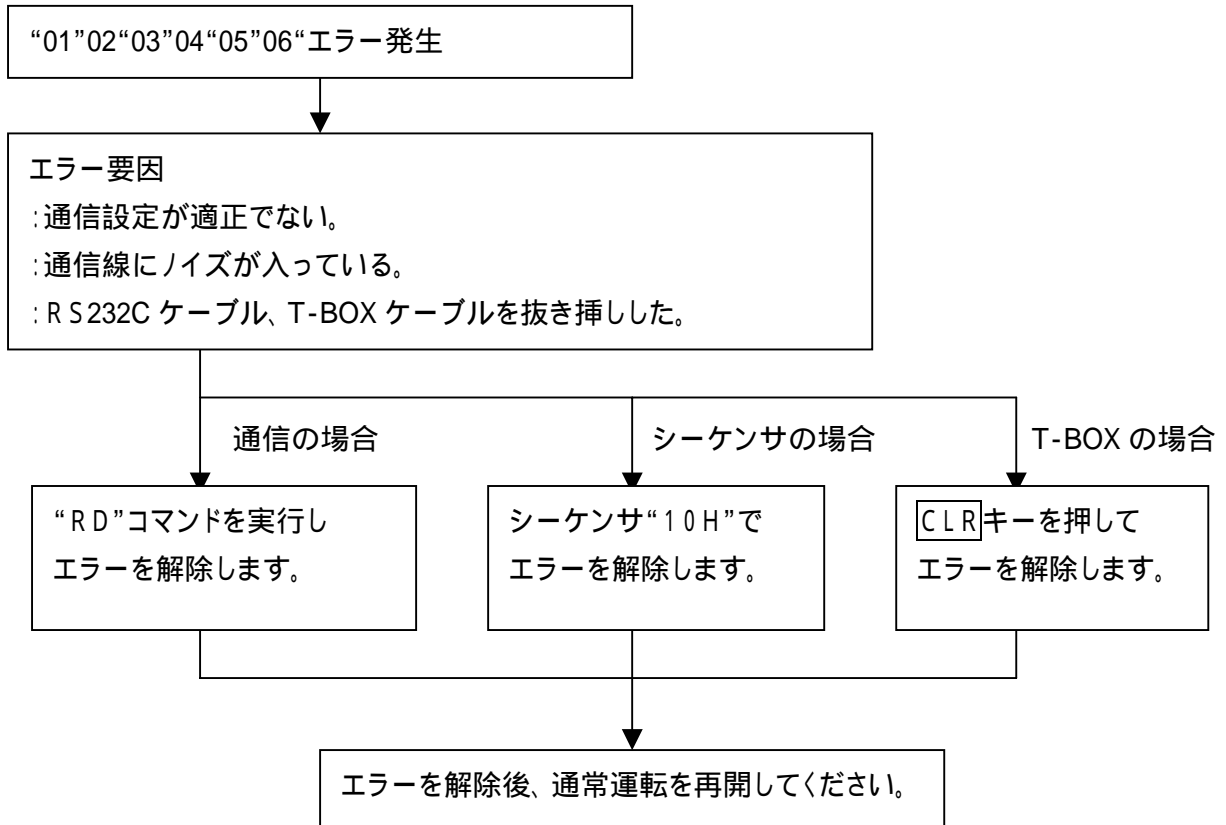 “01”02“03”04“05”06“エラー発生
エラー要因
:通信設定が適正でない。
:通信線にノイズが入っている。
:RS232C ケーブル、T-BOX ケーブルを抜き挿しした。
通信の場合
シーケンサの場合
T-BOX の場合
“RD”コマンドを実行し
エラーを解除します。
シーケンサ“10H”で
エラーを解除します。
CLRキーを押して
エラーを解除します。
エラーを解除後、通常運転を再開してください。